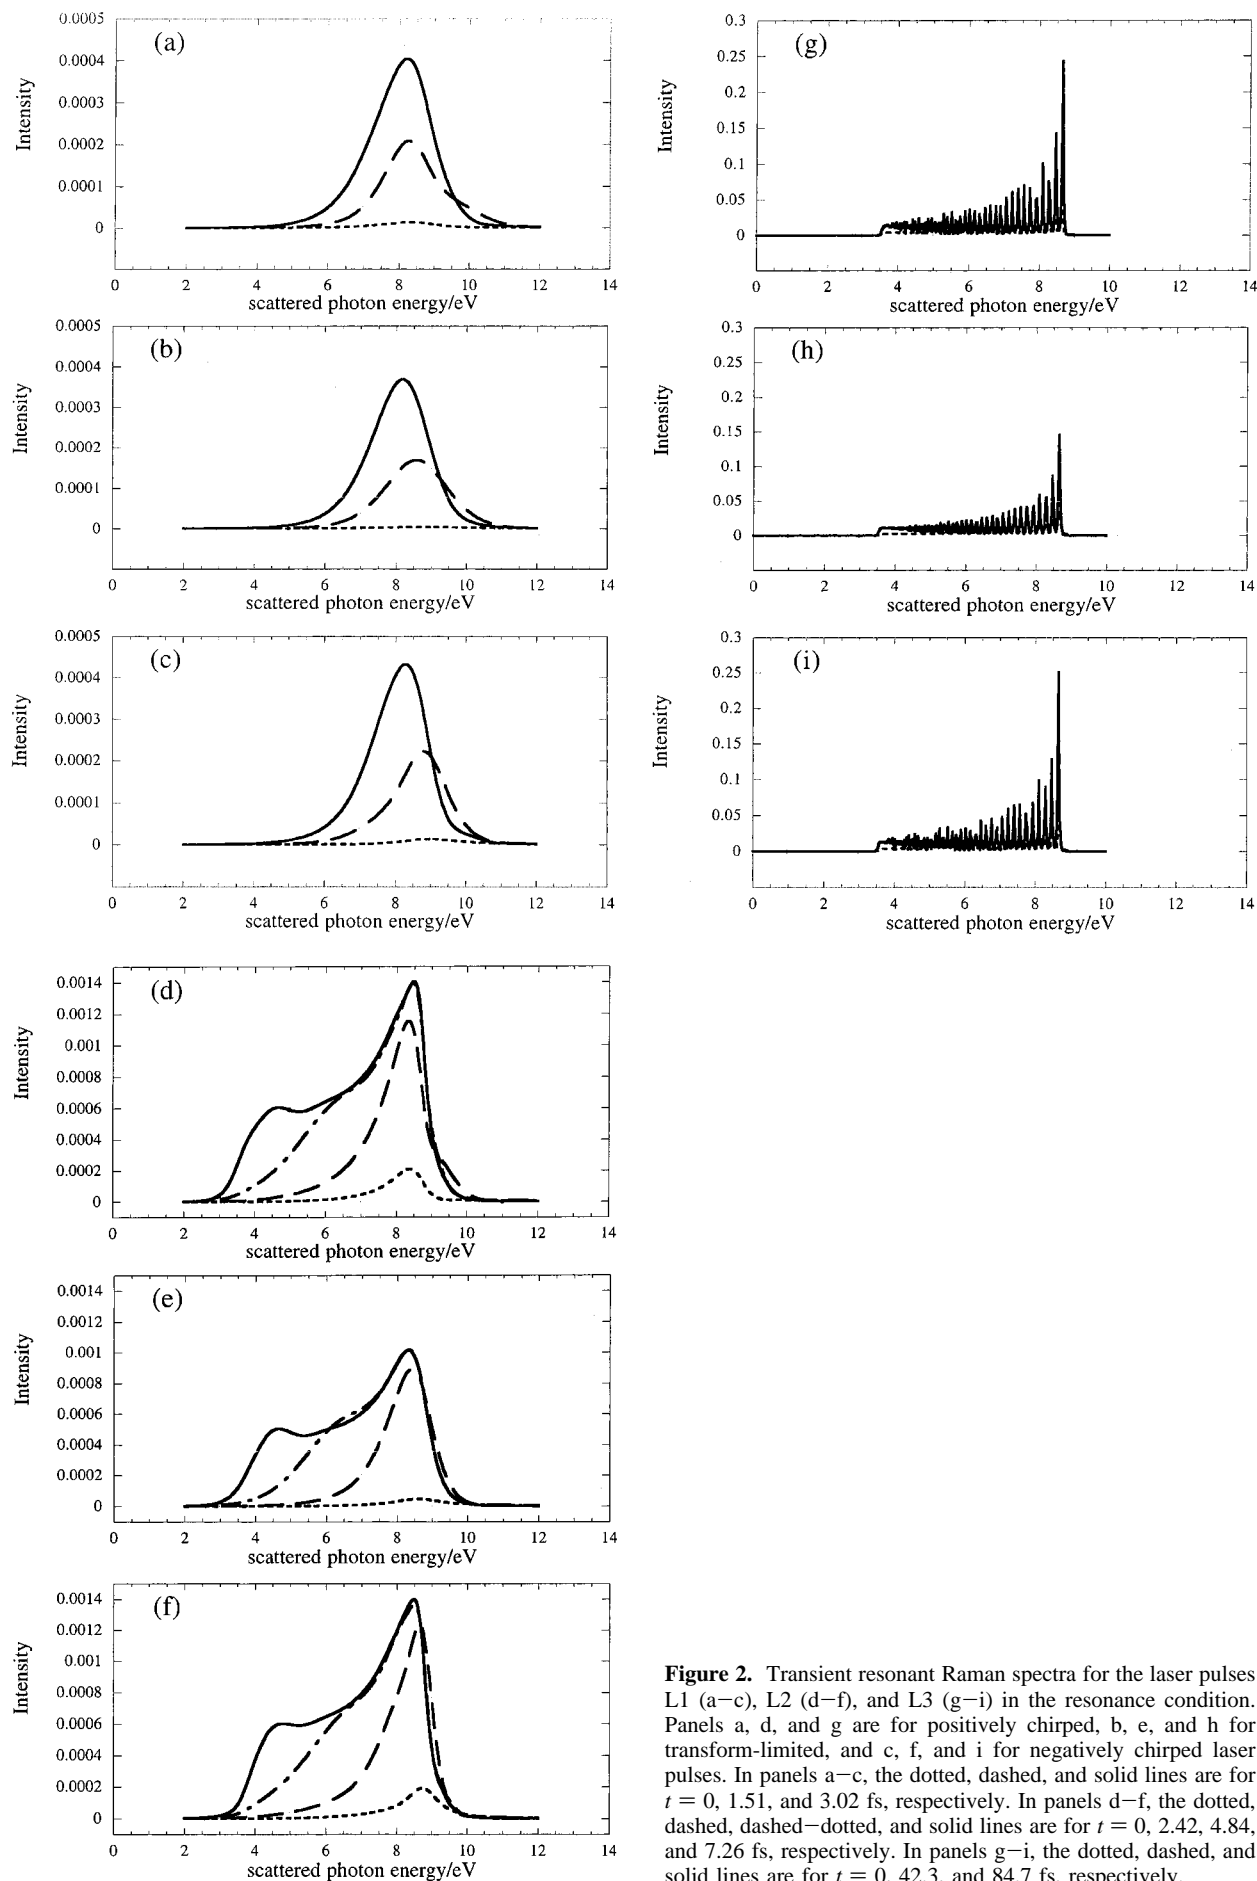 (a)
Intensity
0.0005
0.0004
0.0003
0.0002
0.0001
0
0 2 4 6 8 10 12 14
scattered photon energy/eV
(b)
Intensity
0.0005
0.0004
0.0003
0.0002
0.0001
0
0 2 4 6 8 10 12 14
scattered photon energy/eV
(c)
Intensity
0.0005
0.0004
0.0003
0.0002
0.0001
0
0 2 4 6 8 10 12 14
scattered photon energy/eV
(d)
Intensity
0.0014
0.0012
0.001
0.0008
0.0006
0.0004
0.0002
0
0 2 4 6 8 10 12 14
scattered photon energy/eV
(e)
Intensity
0.0014
0.0012
0.001
0.0008
0.0006
0.0004
0.0002
0
0 2 4 6 8 10 12 14
scattered photon energy/eV
(f)
Intensity
0.0014
0.0012
0.001
0.0008
0.0006
0.0004
0.0002
0
0 2 4 6 8 10 12 14
scattered photon energy/eV
(g)
Intensity
0.3
0.25
0.2
0.15
0.1
0.05
0
0 2 4 6 8 10 12 14
scattered photon energy/eV
(h)
Intensity
0.3
0.25
0.2
0.15
0.1
0.05
0
0 2 4 6 8 10 12 14
scattered photon energy/eV
(i)
Intensity
0.3
0.25
0.2
0.15
0.1
0.05
0
0 2 4 6 8 10 12 14
scattered photon energy/eV
Figure 2. Transient resonant Raman spectra for the laser pulses
L1 (a−c), L2 (d−f), and L3 (g−i) in the resonance condition.
Panels a, d, and g are for positively chirped, b, e, and h for
transform-limited, and c, f, and i for negatively chirped laser
pulses. In panels a−c, the dotted, dashed, and solid lines are for
t = 0, 1.51, and 3.02 fs, respectively. In panels d−f, the dotted,
dashed, dashed−dotted, and solid lines are for t = 0, 2.42, 4.84,
and 7.26 fs, respectively. In panels g−i, the dotted, dashed, and
solid lines are for t = 0, 42.3, and 84.7 fs, respectively.